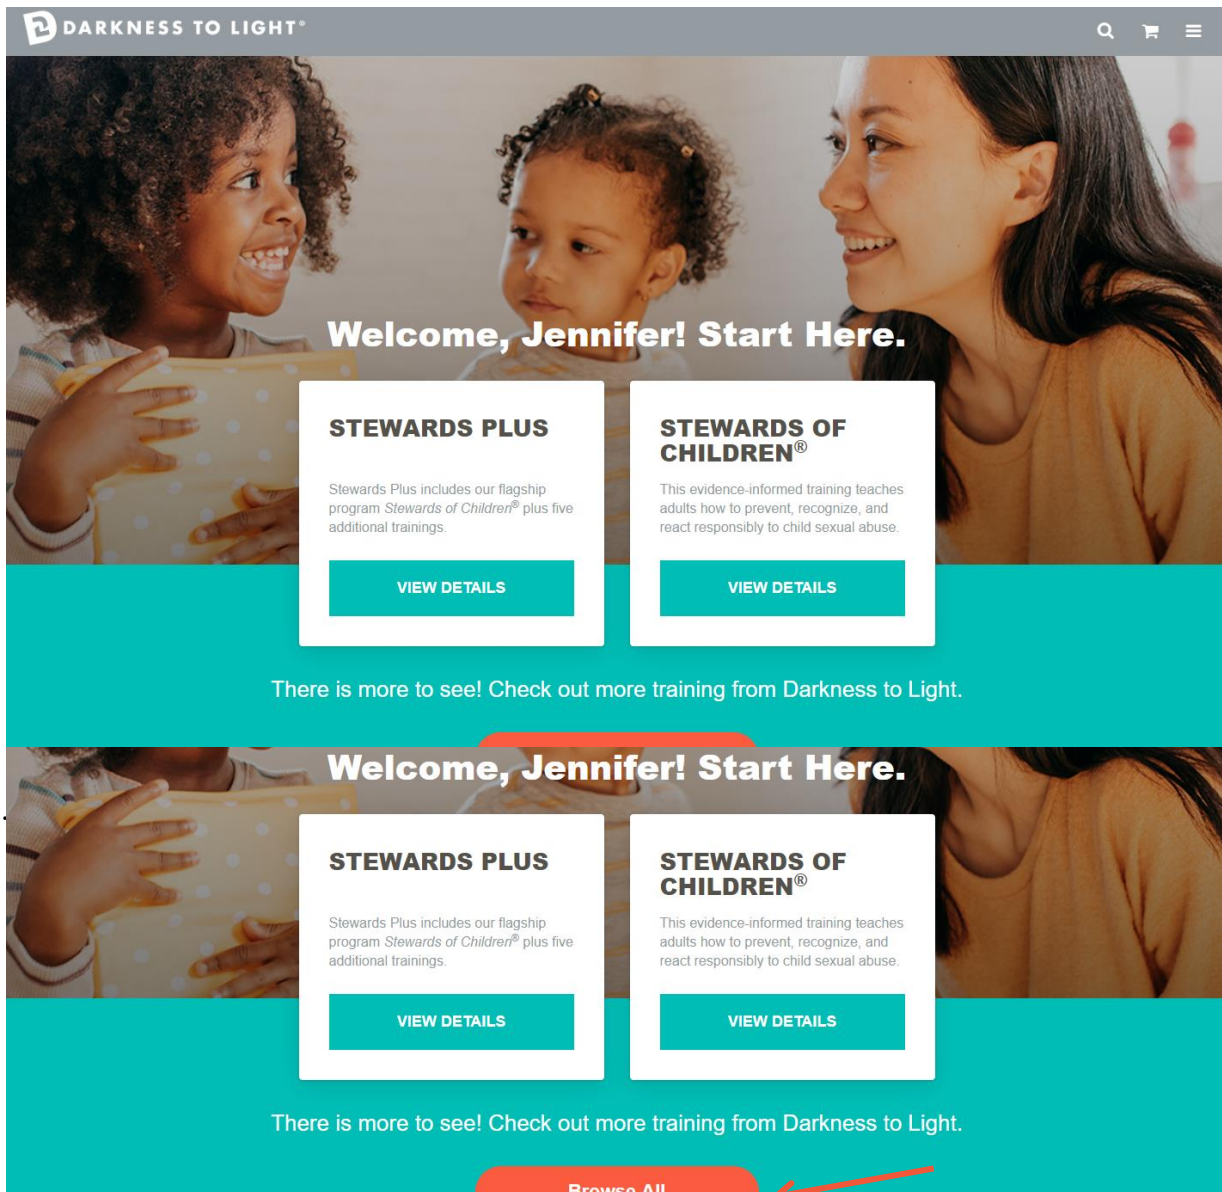 DARKNESS TO LIGHT®
Welcome, Jennifer! Start Here.
STEWARDS PLUS
Stewards Plus includes our flagship
program Stewards of Children® plus five
additional trainings.
VIEW DETAILS
STEWARDS OF
CHILDREN®
This evidence-informed training teaches
adults how to prevent, recognize, and
react responsibly to child sexual abuse.
VIEW DETAILS
There is more to see! Check out more training from Darkness to Light.
Welcome, Jennifer! Start Here.
STEWARDS PLUS
Stewards Plus includes our flagship
program Stewards of Children® plus five
additional trainings.
VIEW DETAILS
STEWARDS OF
CHILDREN®
This evidence-informed training teaches
adults how to prevent, recognize, and
react responsibly to child sexual abuse.
VIEW DETAILS
There is more to see! Check out more training from Darkness to Light.
Browse All